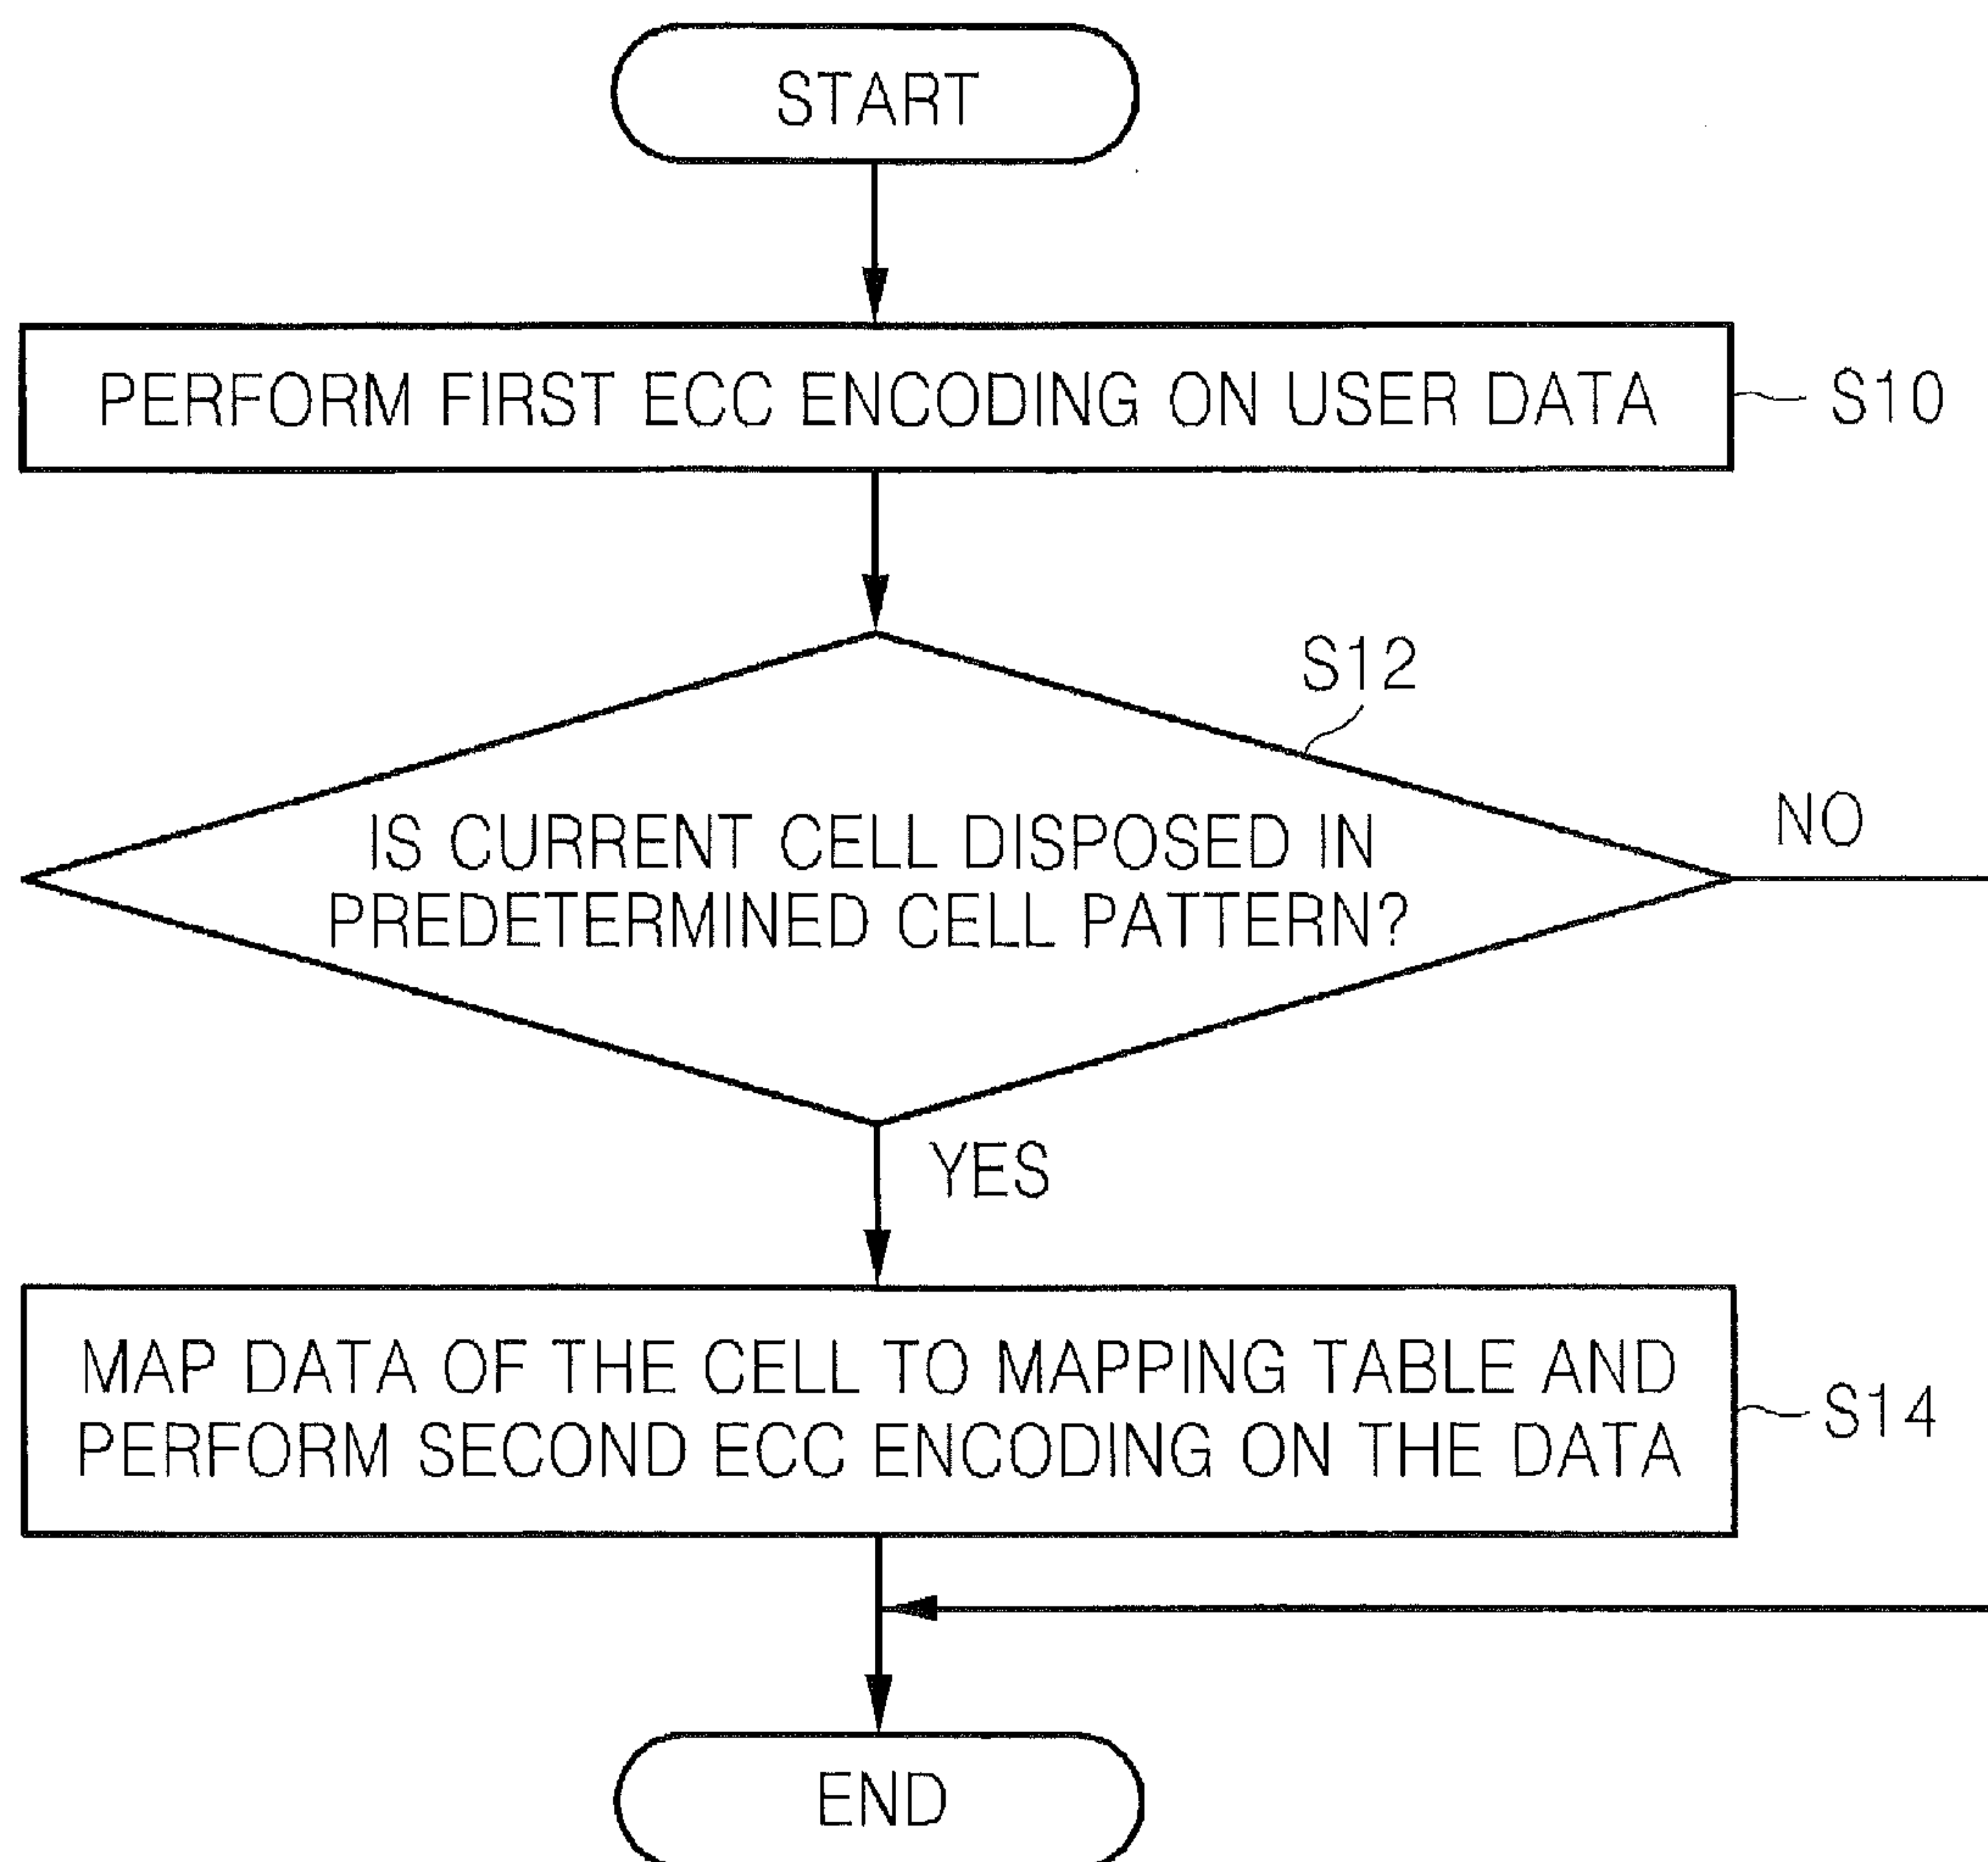 START
PERFORM FIRST ECC ENCODING ON USER DATA
S10
S12
IS CURRENT CELL DISPOSED IN
PREDETERMINED CELL PATTERN?
NO
YES
MAP DATA OF THE CELL TO MAPPING TABLE AND
PERFORM SECOND ECC ENCODING ON THE DATA
S14
END